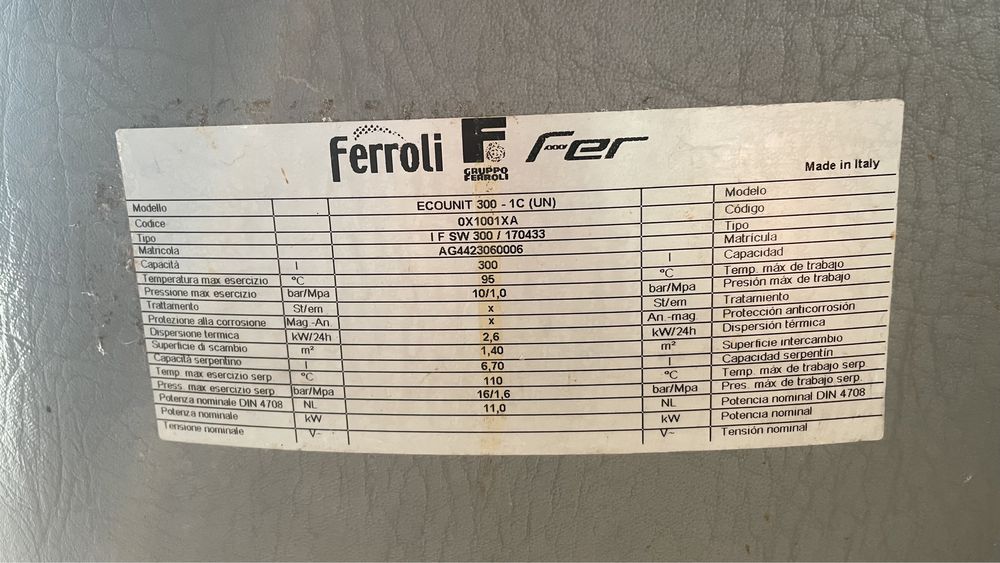 Ferroli F GRUPPO FERROLI Fer
Made in Italy
Modello ECOUNIT 300 - 1C (UN) Modelo
Codice 0X1001XA Código
Tipo I F SW 300 / 170433 Tipo
Matricola AG4423060006 Matrícula
Capacità l 300 l Capacidad
Temperatura max esercizio °C 95 °C Temp. máx de trabajo
Pressione max esercizio bar/Mpa 10/1,0 bar/Mpa Presión máx de trabajo
Trattamento St/em x St/em Tratamiento
Protezione alla corrosione Mag.-An. x An.-mag Protección anticorrosión
Dispersione termica kW/24h 2,6 kW/24h Dispersión térmica
Superficie di scambio m² 1,40 m² Superficie intercambio
Capacità serpentino l 6,70 l Capacidad serpentín
Temp. max esercizio serp °C 110 °C Temp. máx de trabajo serp.
Press. max esercizio serp bar/Mpa 16/1,6 bar/Mpa Pres. máx de trabajo serp.
Potenza nominale DIN 4708 NL 11,0 NL Potencia nominal DIN 4708
Potenza nominale kW kW Potencia nominal
Tensione nominale V~ V~ Tensión nominal